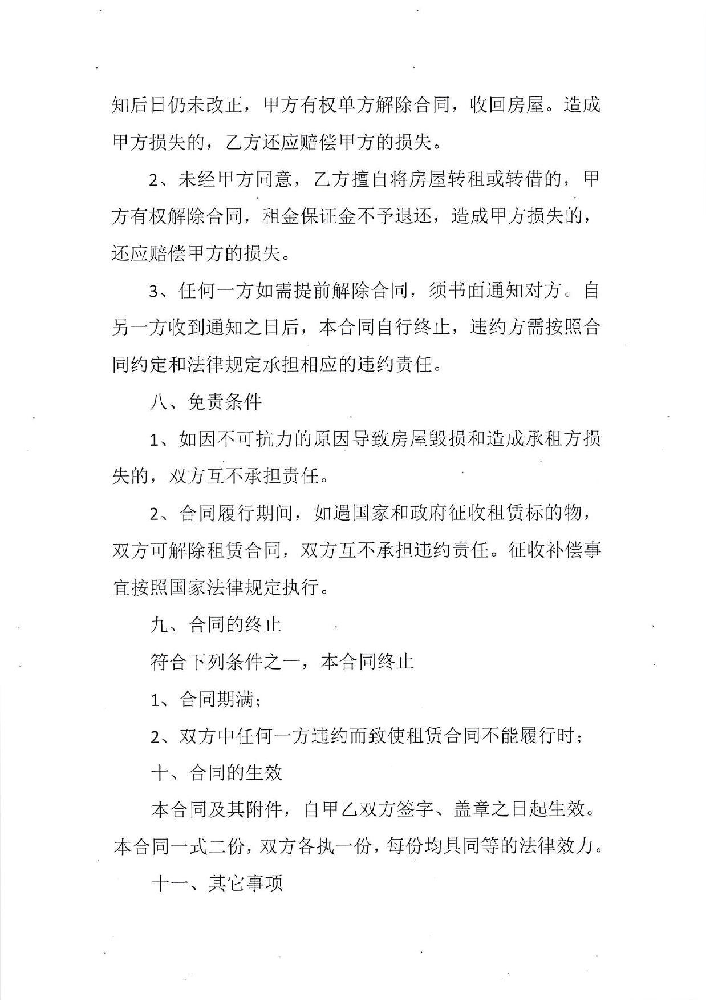 知后日仍未改正，甲方有权单方解除合同，收回房屋。造成
甲方损失的，乙方还应赔偿甲方的损失。
2、未经甲方同意，乙方擅自将房屋转租或转借的，甲
方有权解除合同，租金保证金不予退还，造成甲方损失的，
还应赔偿甲方的损失。
3、任何一方如需提前解除合同，须书面通知对方。自
另一方收到通知之日后，本合同自行终止，违约方需按照合
同约定和法律规定承担相应的违约责任。
八、免责条件
1、如因不可抗力的原因导致房屋毁损和造成承租方损
失的，双方互不承担责任。
2、合同履行期间，如遇国家和政府征收租赁标的物，
双方可解除租赁合同，双方互不承担违约责任。征收补偿事
宜按照国家法律规定执行。
九、合同的终止
符合下列条件之一，本合同终止
1、合同期满；
2、双方中任何一方违约而致使租赁合同不能履行时；
十、合同的生效
本合同及其附件，自甲乙双方签字、盖章之日起生效。
本合同一式二份，双方各执一份，每份均具同等的法律效力。
十一、其它事项